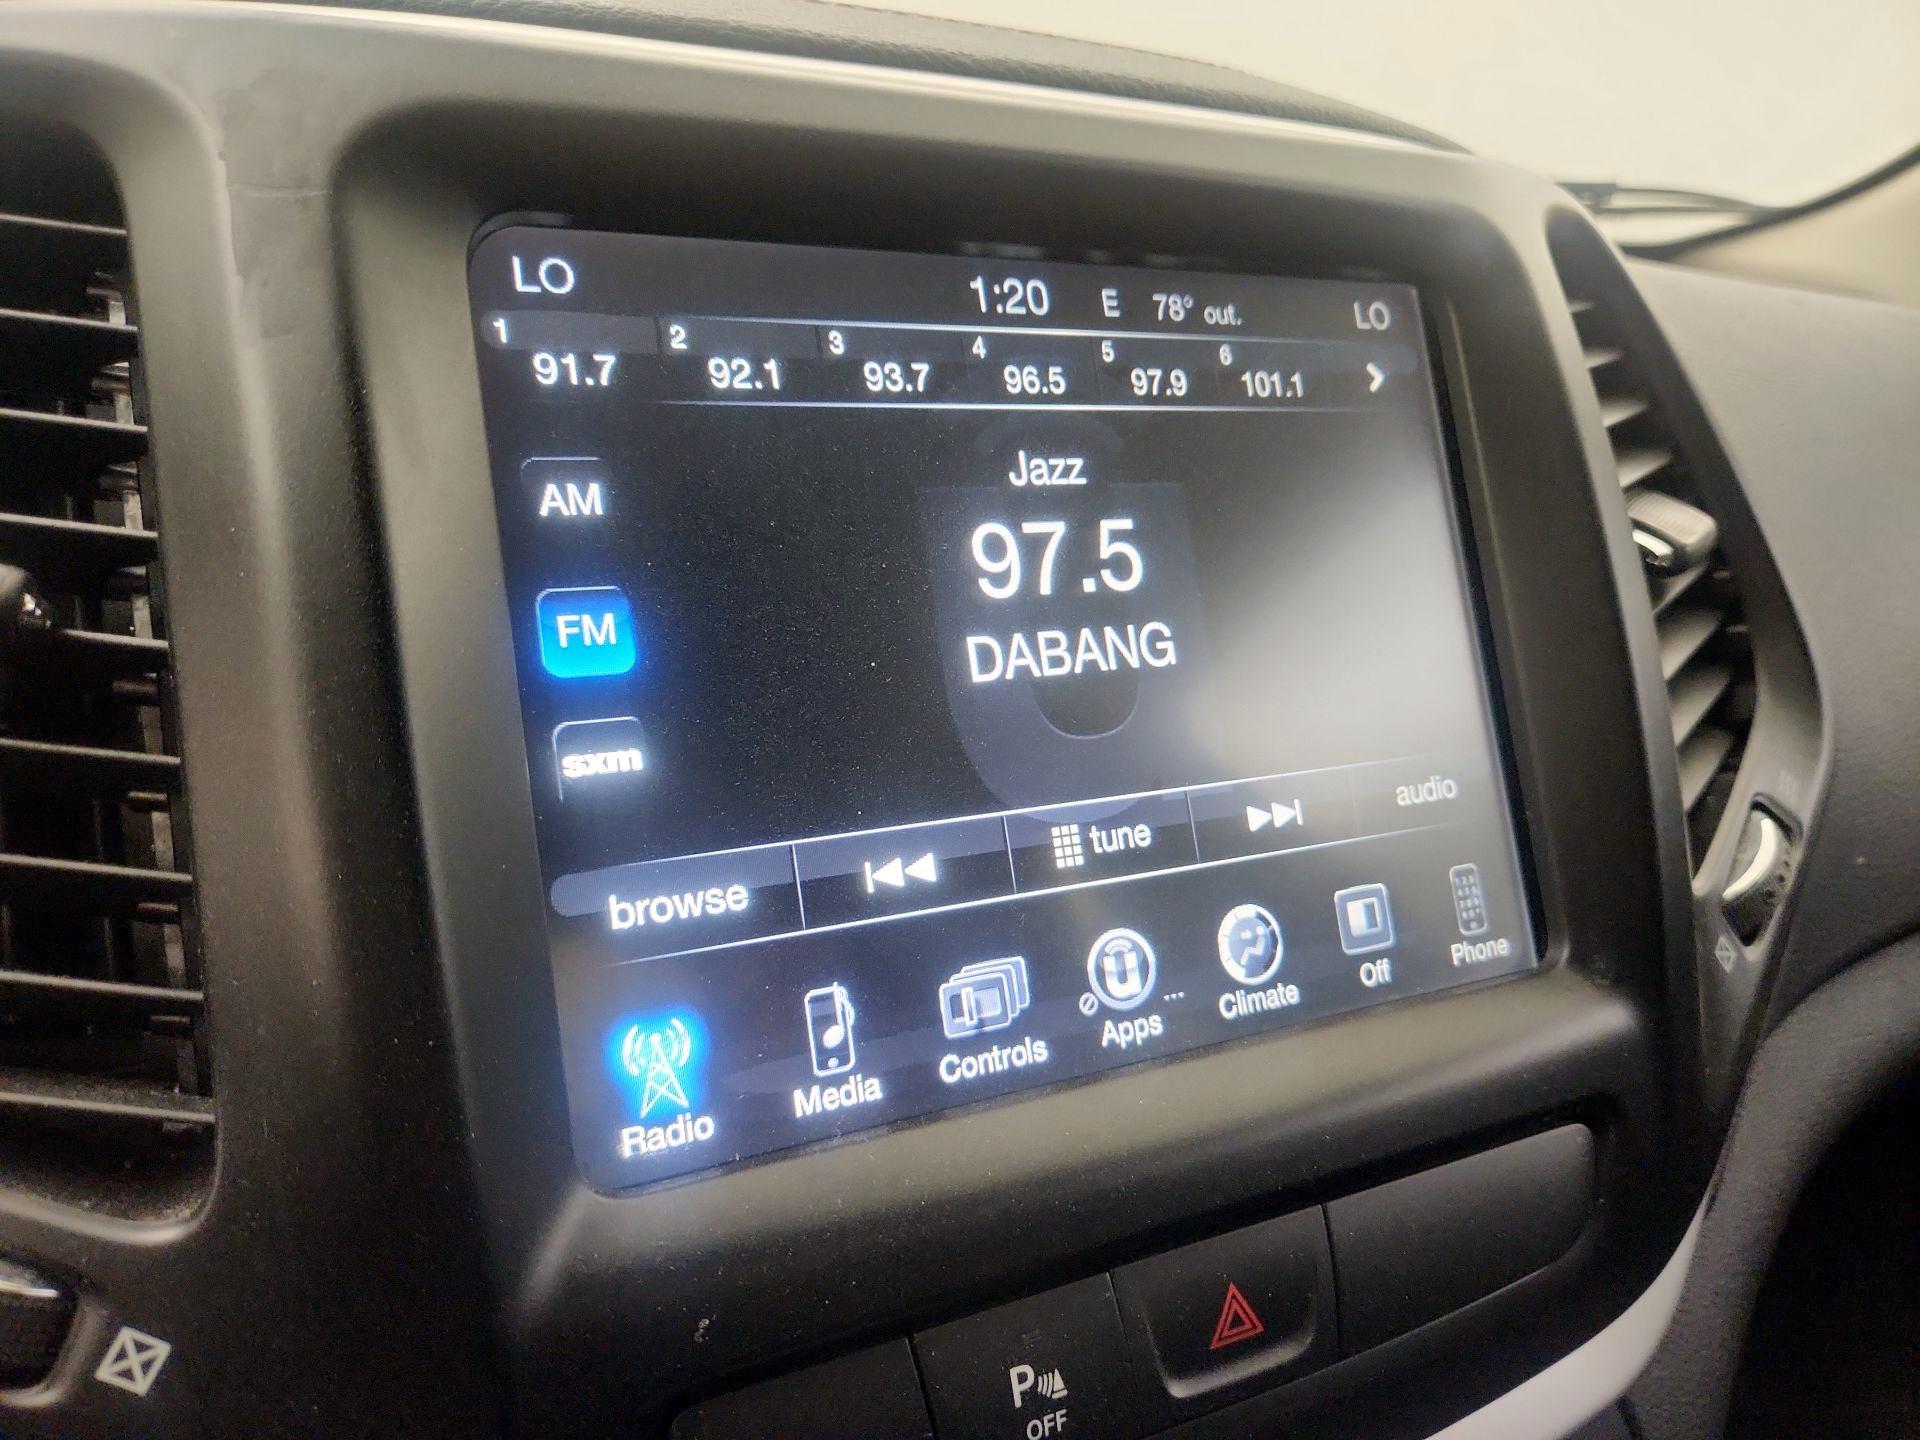 LO 1:20 E 78° out. LO
1 91.7 2 92.1 3 93.7 4 96.5 5 97.9 6 101.1
Jazz
AM
97.5
FM
DABANG
sxm
browse tune audio
Radio Media Controls Apps ... Climate Off Phone
P
OFF